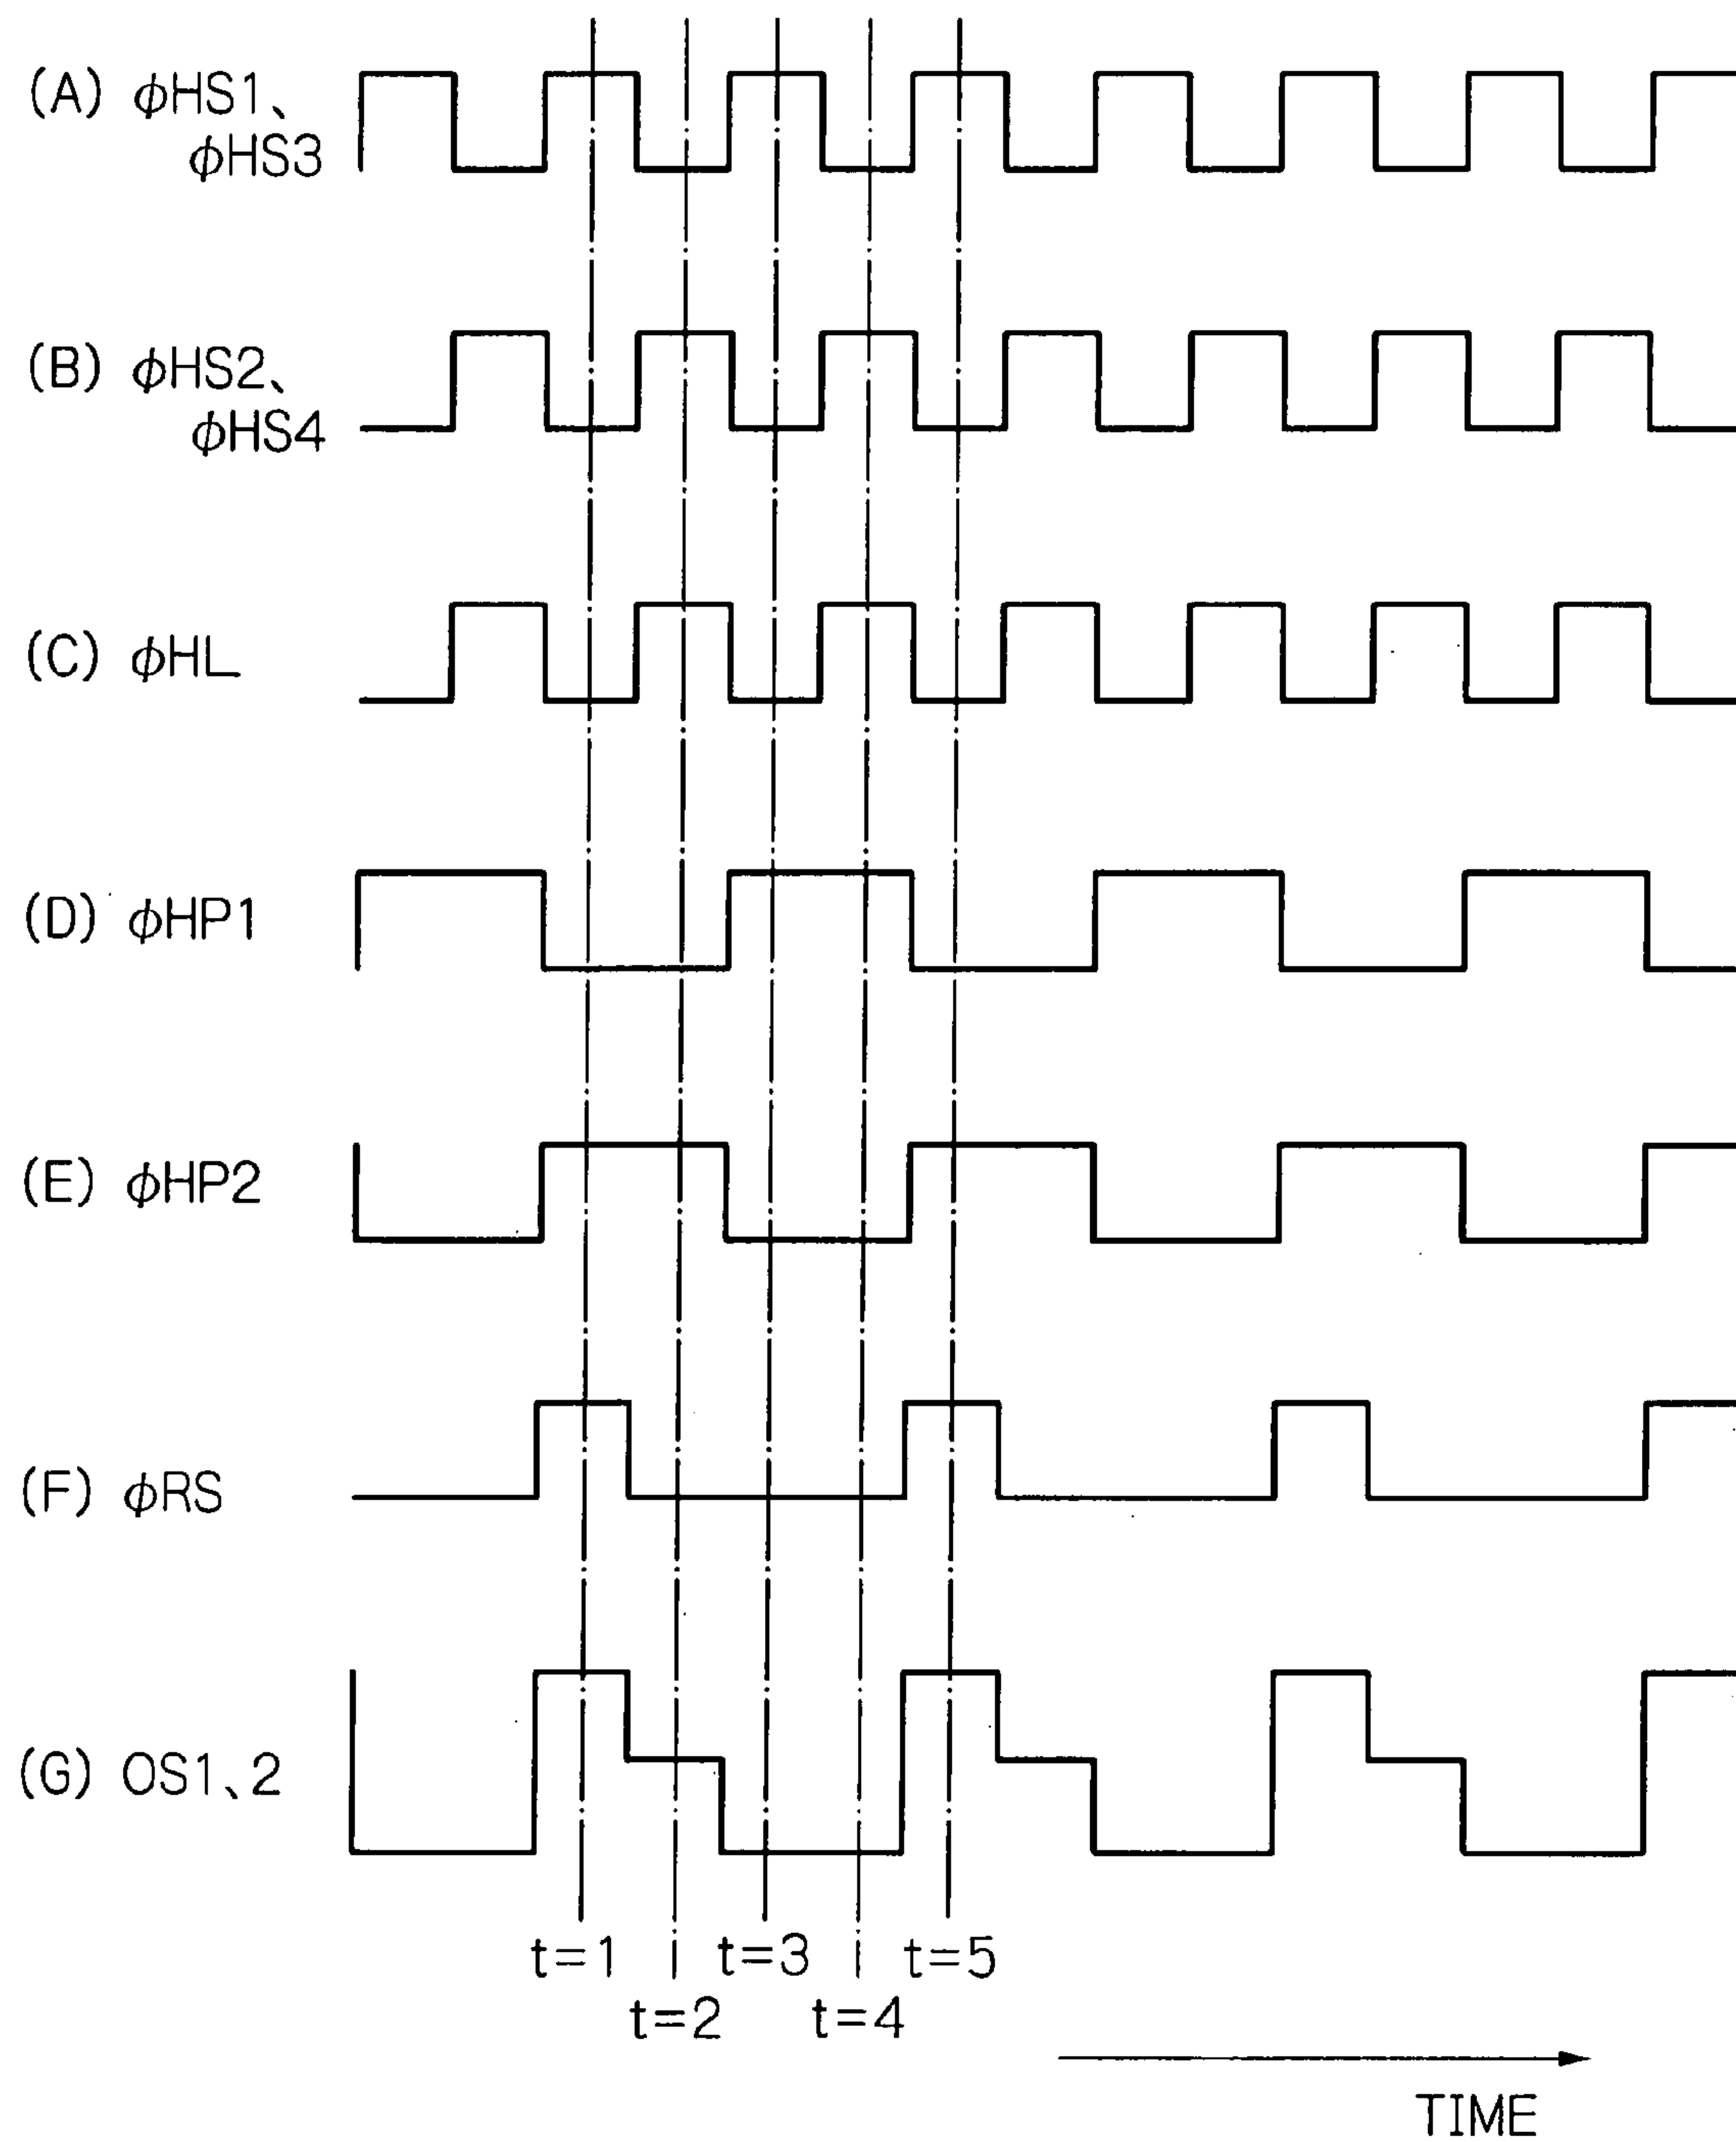 (A) ϕHS1、
ϕHS3
(B) ϕHS2、
ϕHS4
(C) ϕHL
(D) ϕHP1
(E) ϕHP2
(F) ϕRS
(G) OS1、2
t=1
t=3
t=5
t=2
t=4
TIME